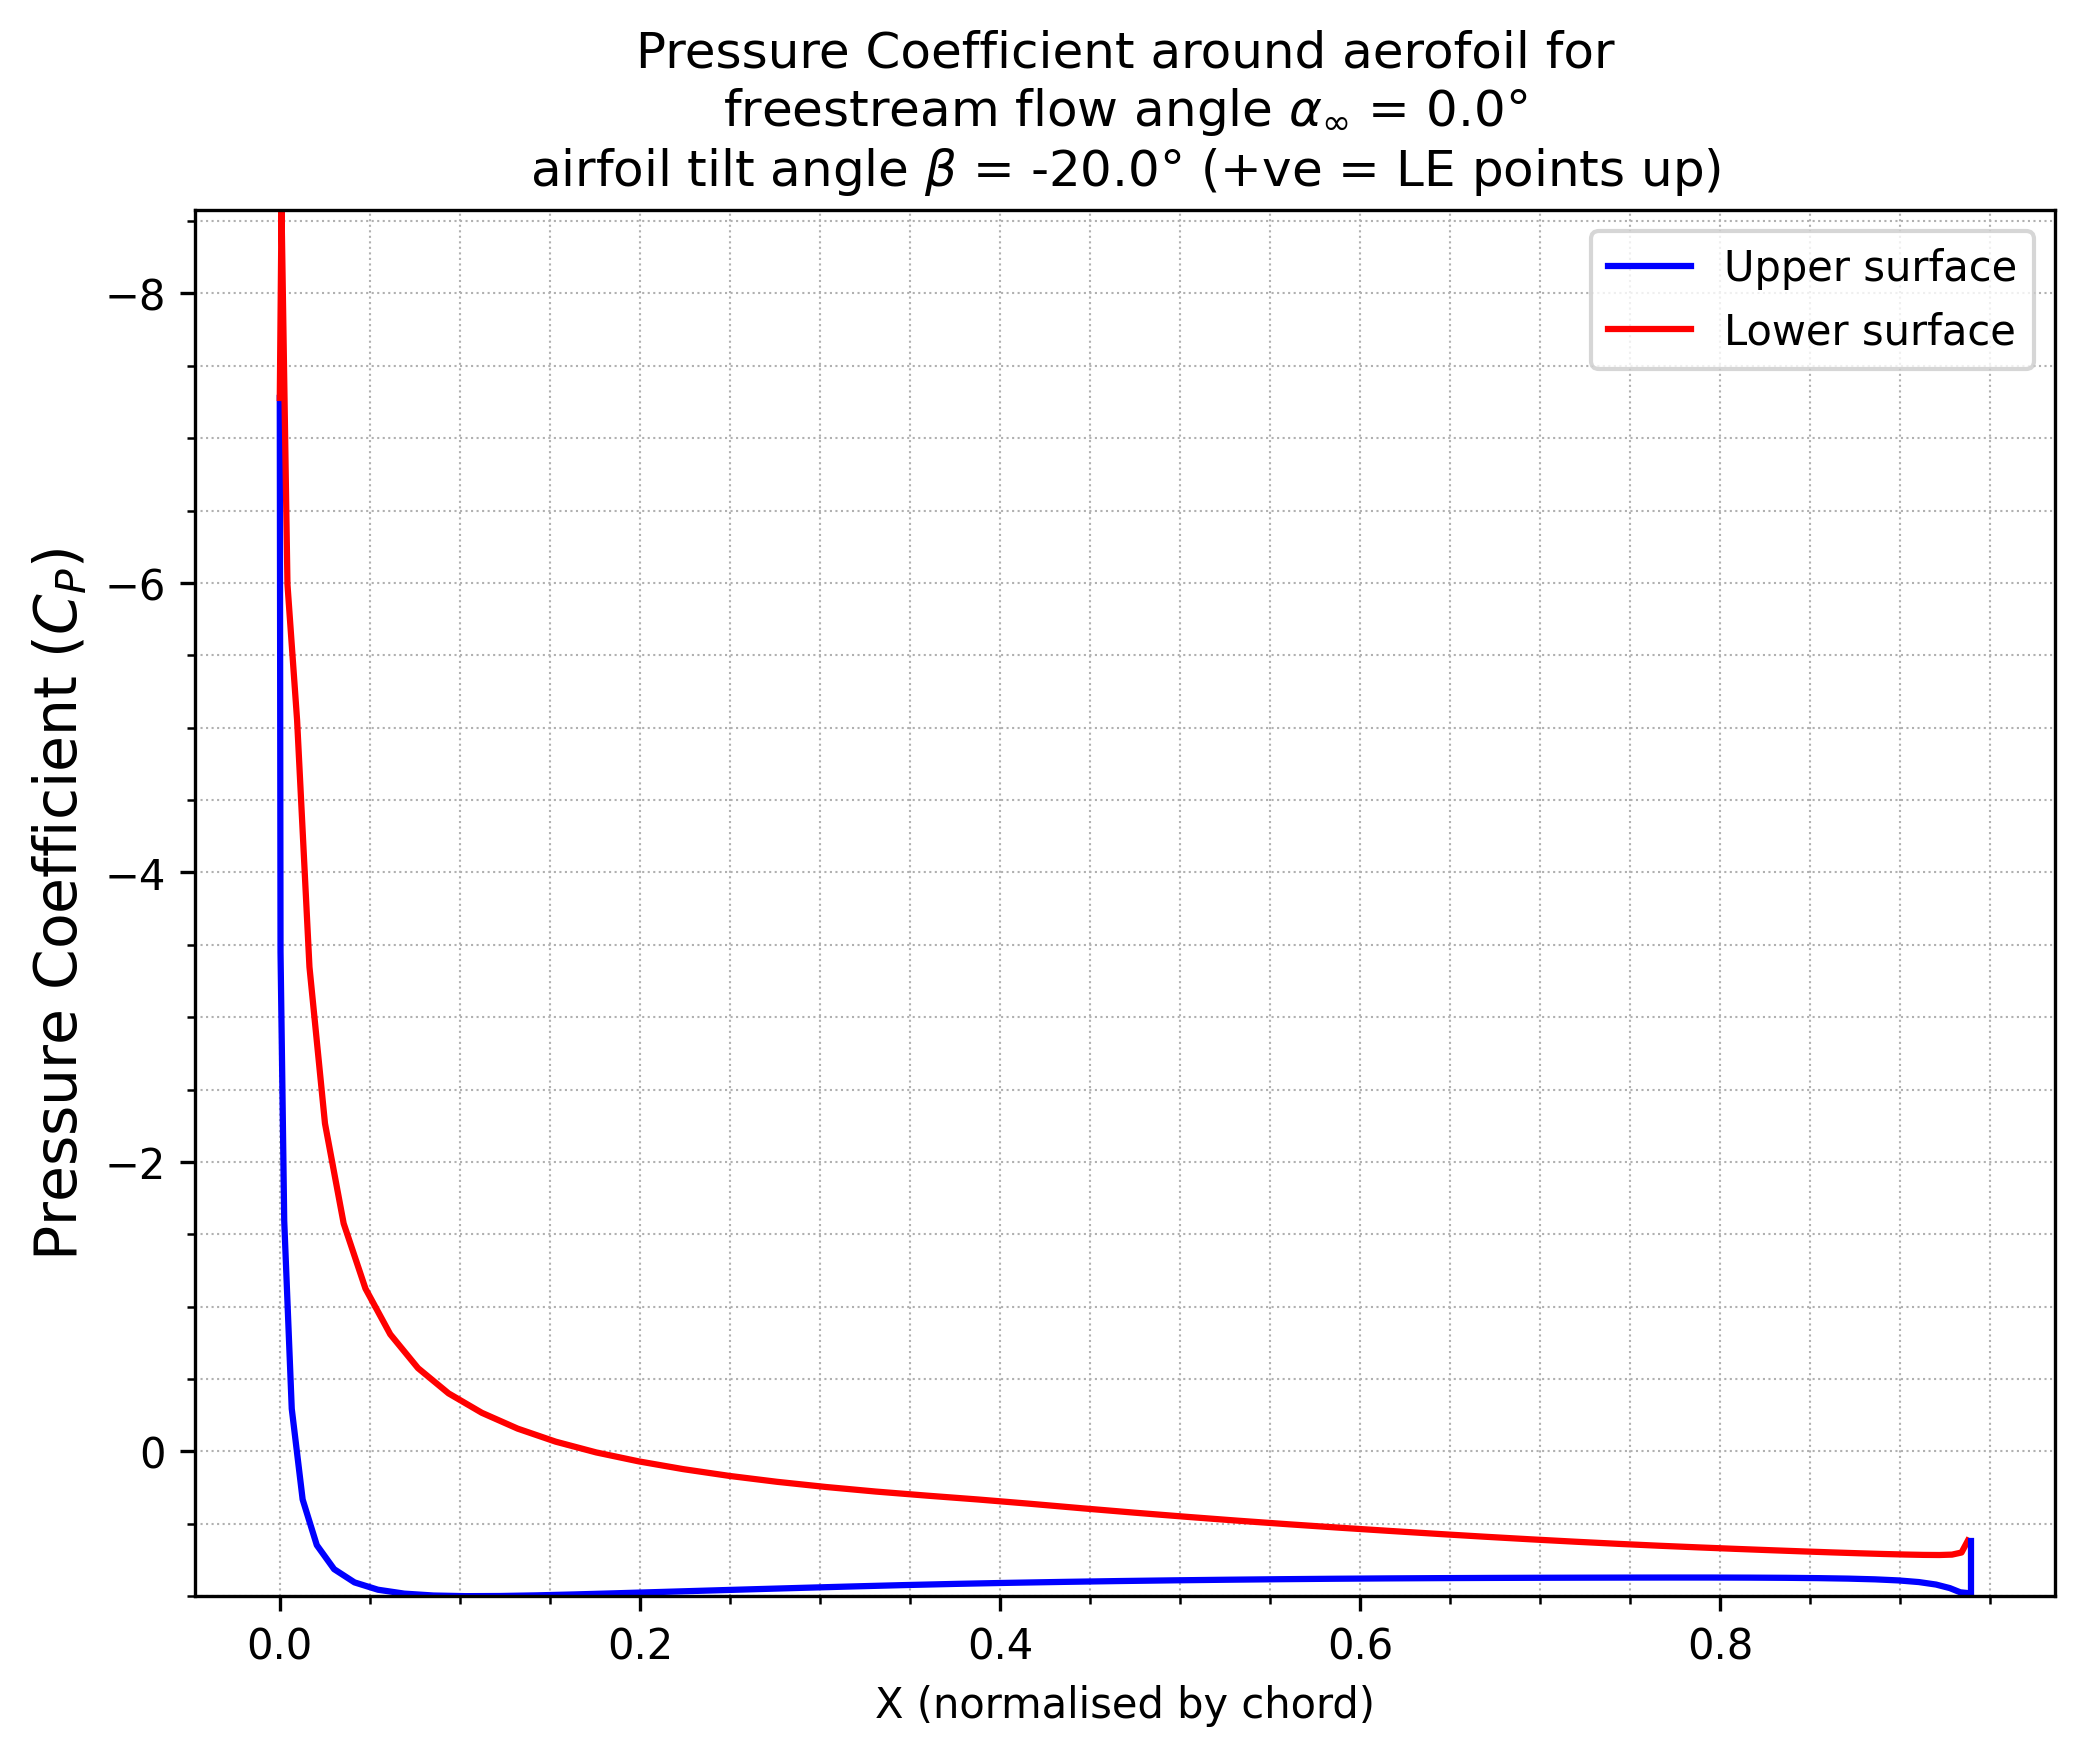 Pressure Coefficient around aerofoil for
freestream flow angle α∞ = 0.0°
airfoil tilt angle β = -20.0° (+ve = LE points up)
Upper surface
Lower surface
Pressure Coefficient (C_P)
−8
−6
−4
−2
0
0.0 0.2 0.4 0.6 0.8
X (normalised by chord)